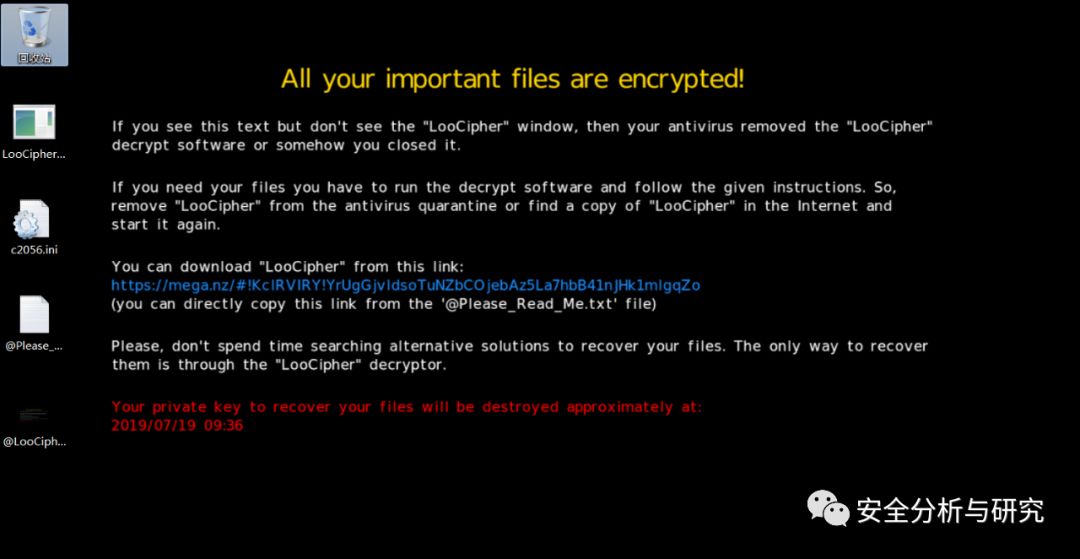 回收站
All your important files are encrypted!
If you see this text but don't see the "LooCipher" window, then your antivirus removed the "LooCipher"
decrypt software or somehow you closed it.
LooCipher...
If you need your files you have to run the decrypt software and follow the given instructions. So,
remove "LooCipher" from the antivirus quarantine or find a copy of "LooCipher" in the Internet and
start it again.
c2056.ini
You can download "LooCipher" from this link:
https://mega.nz/#!KclRVIRY!YrUgGjvIdsoTuNZbCOjebAz5La7hbB41nJHk1mlgqZo
(you can directly copy this link from the '@Please_Read_Me.txt' file)
@Please_...
Please, don't spend time searching alternative solutions to recover your files. The only way to recover
them is through the "LooCipher" decryptor.
Your private key to recover your files will be destroyed approximately at:
2019/07/19 09:36
@LooCiph...
安全分析与研究